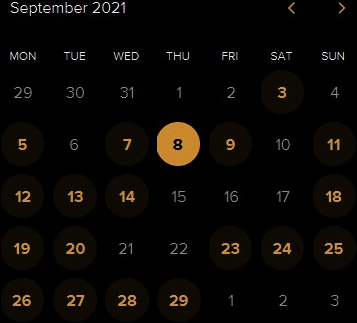 September 2021
MON TUE WED THU FRI SAT SUN
29 30 31 1 2 3 4
5 6 7 8 9 10 11
12 13 14 15 16 17 18
19 20 21 22 23 24 25
26 27 28 29 1 2 3